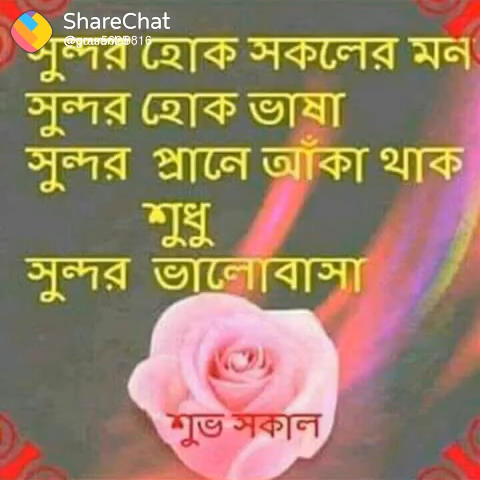 ShareChat
সুন্দর হোক সকলের মন
সুন্দর হোক ভাষা
সুন্দর প্রানে আঁকা থাক
শুধু
সুন্দর ভালোবাসা
শুভ সকাল